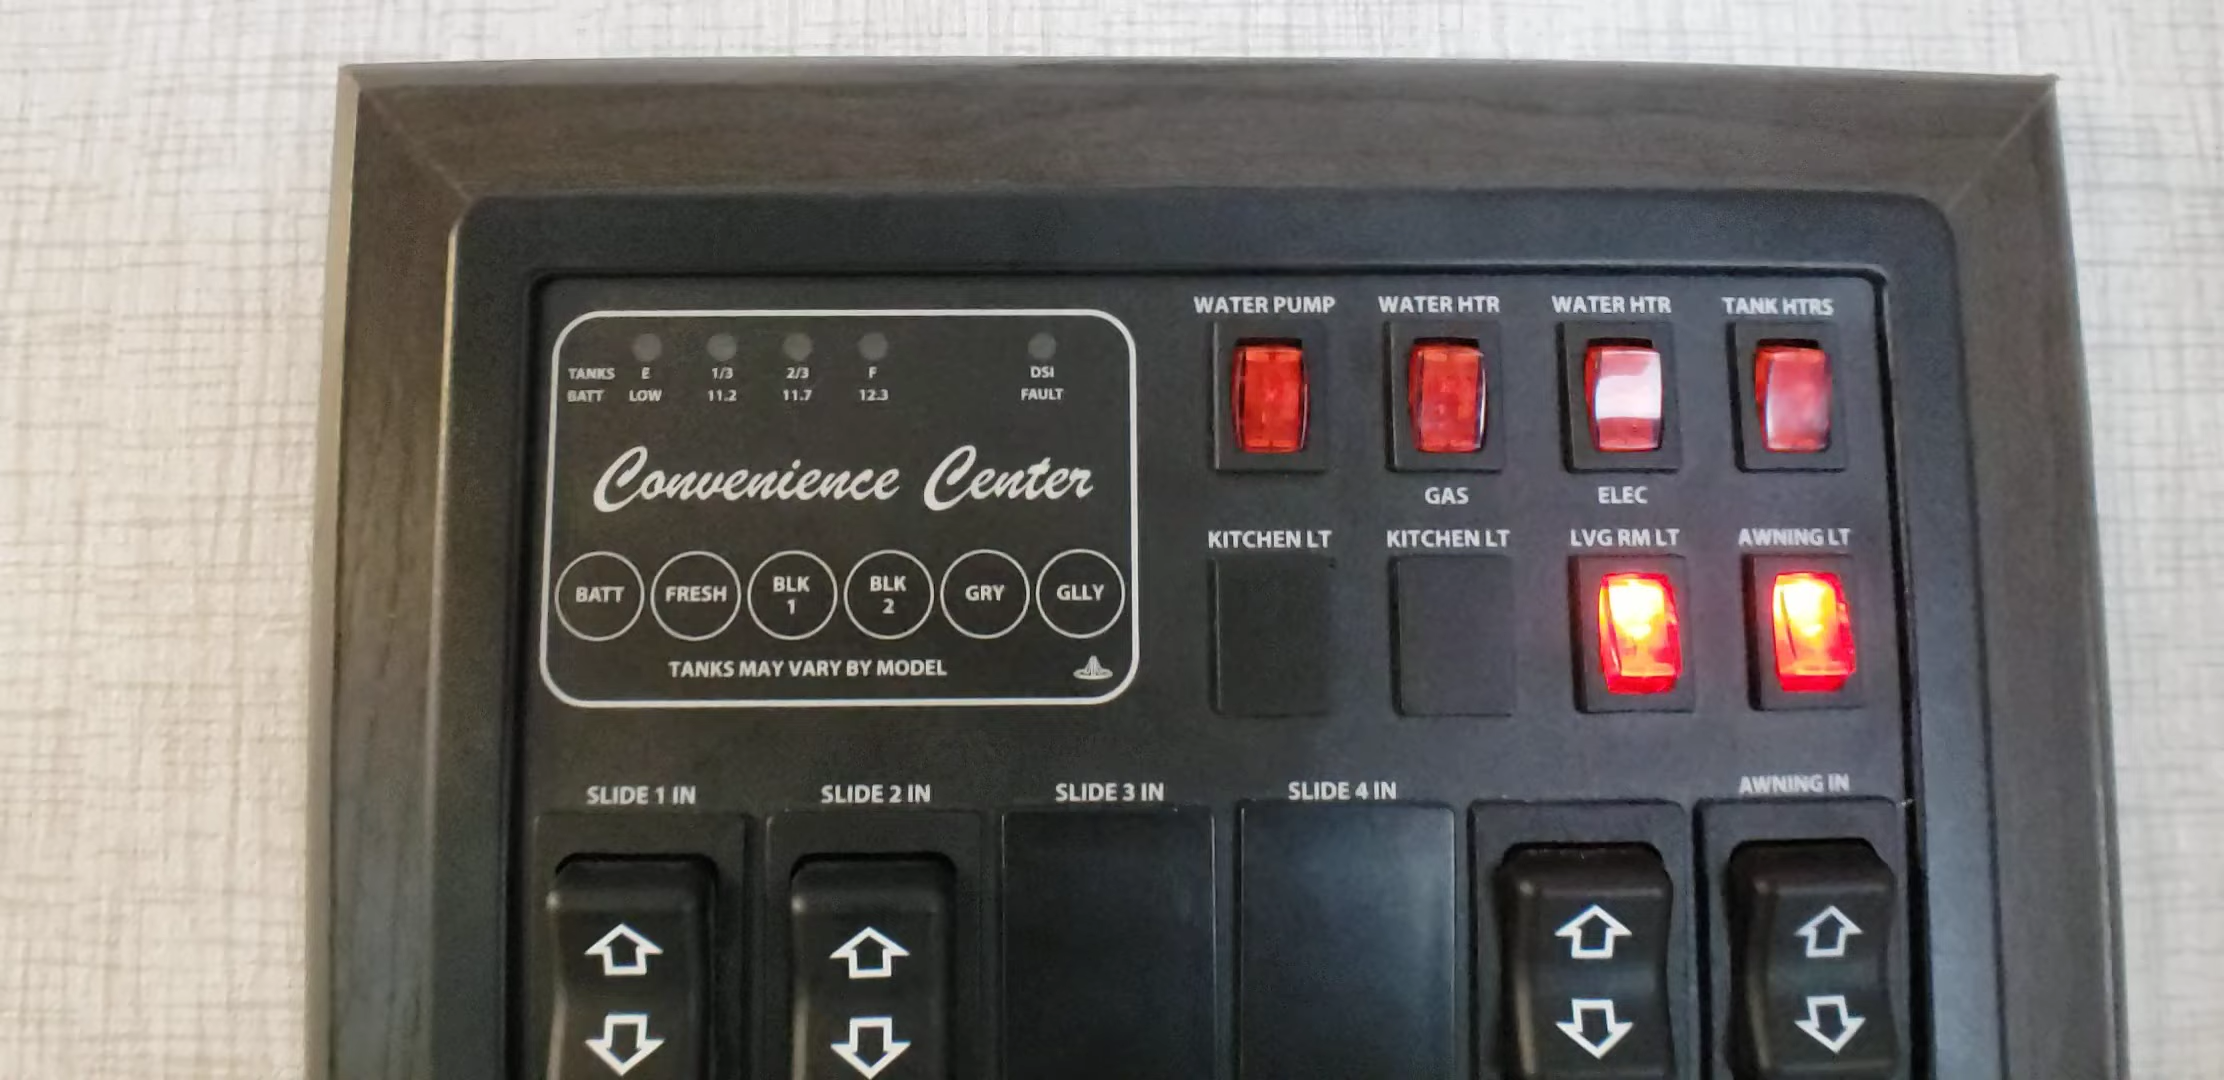 TANKS E 1/3 2/3 F DSI
BATT LOW 11.2 11.7 12.3 FAULT
Convenience Center
BATT FRESH BLK 1 BLK 2 GRY GLLY
TANKS MAY VARY BY MODEL
WATER PUMP WATER HTR WATER HTR TANK HTRS
GAS ELEC
KITCHEN LT KITCHEN LT LVG RM LT AWNING LT
SLIDE 1 IN SLIDE 2 IN SLIDE 3 IN SLIDE 4 IN AWNING IN